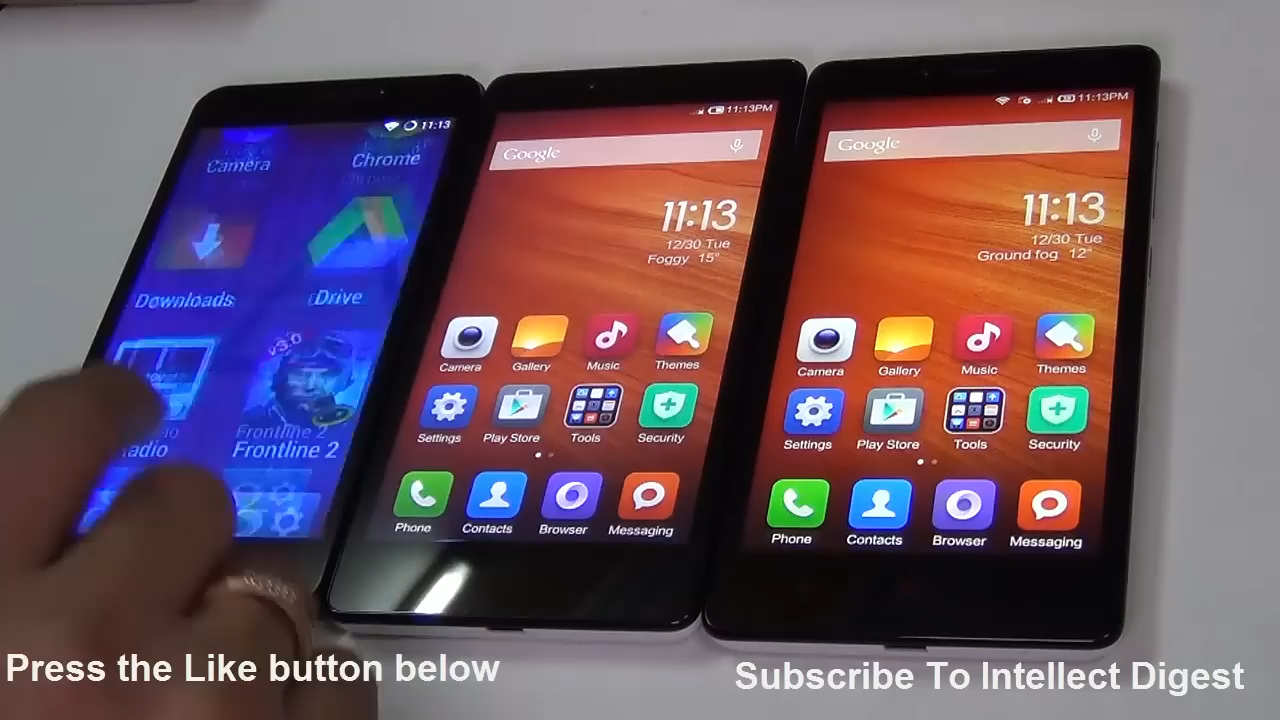 11:13
Camera
Chrome
Downloads
Drive
adio
Frontline 2
Frontline 2
11:13PM
Google
11:13
12/30 Tue
Foggy 15°
Camera
Gallery
Music
Themes
Settings
Play Store
Tools
Security
Phone
Contacts
Browser
Messaging
11:13PM
Google
11:13
12/30 Tue
Ground fog 12°
Camera
Gallery
Music
Themes
Settings
Play Store
Tools
Security
Phone
Contacts
Browser
Messaging
Press the Like button below
Subscribe To Intellect Digest